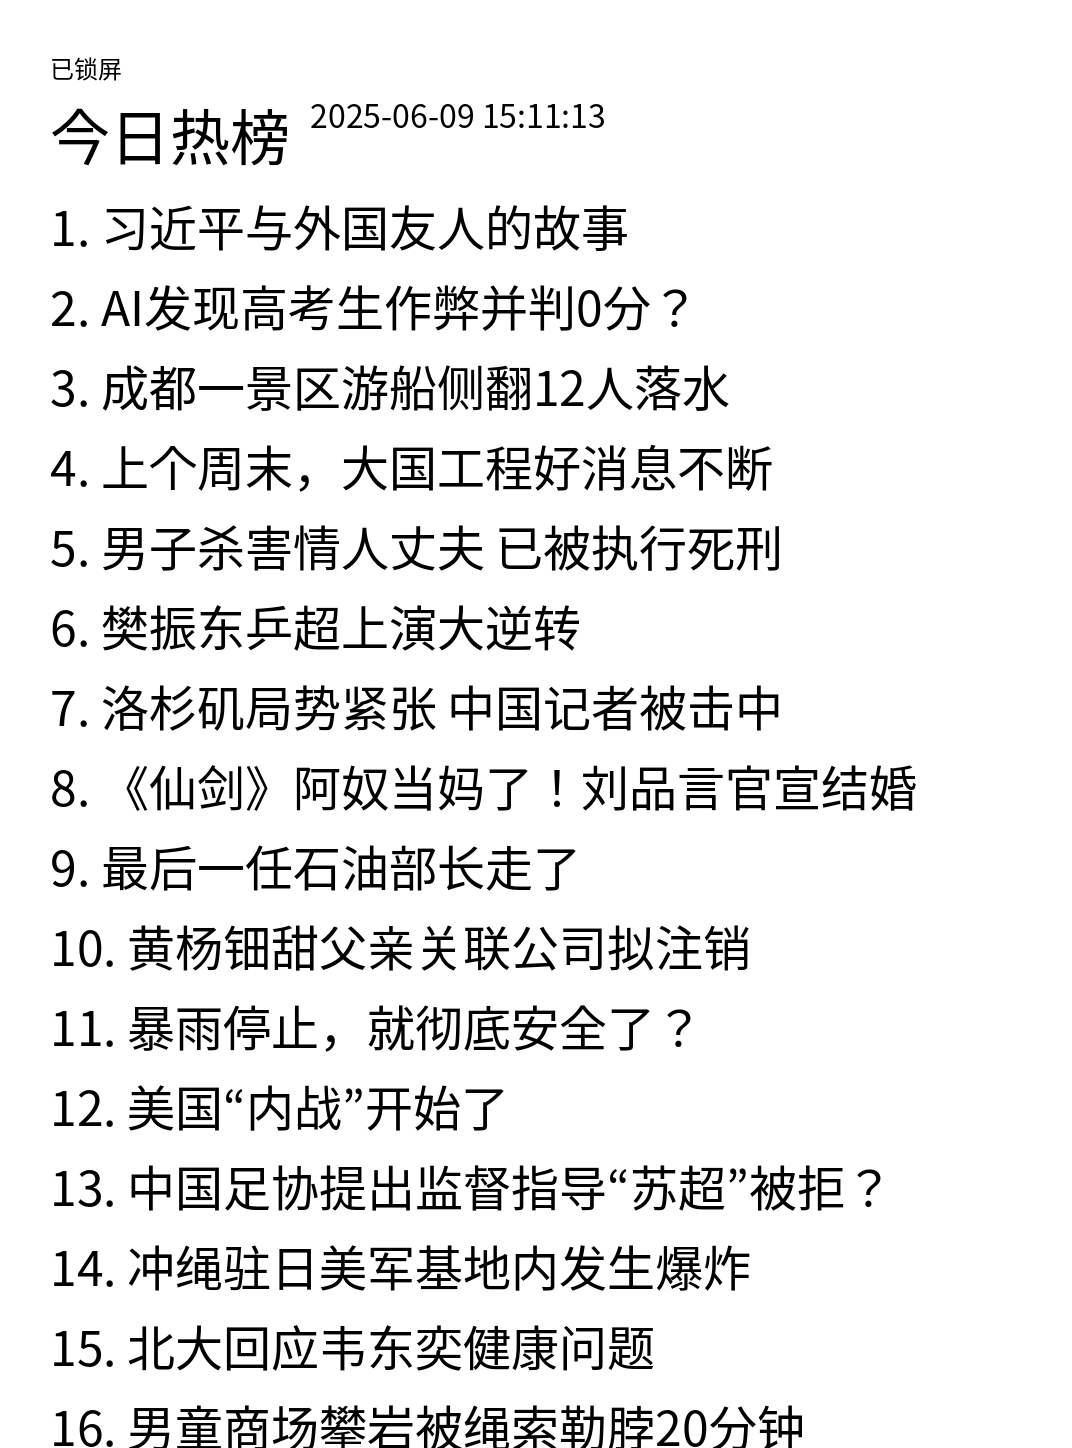 已锁屏
今日热榜 2025-06-09 15:11:13
1. 习近平与外国友人的故事
2. AI发现高考生作弊并判0分？
3. 成都一景区游船侧翻12人落水
4. 上个周末，大国工程好消息不断
5. 男子杀害情人丈夫 已被执行死刑
6. 樊振东乒超上演大逆转
7. 洛杉矶局势紧张 中国记者被击中
8. 《仙剑》阿奴当妈了！刘品言官宣结婚
9. 最后一任石油部长走了
10. 黄杨钿甜父亲关联公司拟注销
11. 暴雨停止，就彻底安全了？
12. 美国“内战”开始了
13. 中国足协提出监督指导“苏超”被拒？
14. 冲绳驻日美军基地内发生爆炸
15. 北大回应韦东奕健康问题
16. 男童商场攀岩被绳索勒脖20分钟